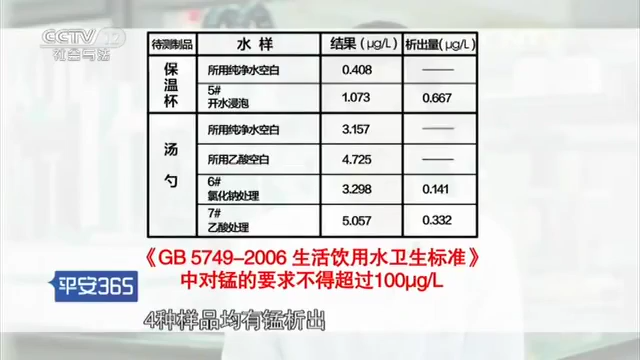 CCTV 12
社会与法
待测制品 水样 结果（μg/L） 析出量(μg/L)
保温杯
所用纯净水空白 0.408 ——
5#
开水浸泡 1.073 0.667
汤勺
所用纯净水空白 3.157 ——
所用乙酸空白 4.725 ——
6#
氯化钠处理 3.298 0.141
7#
乙酸处理 5.057 0.332
《GB 5749-2006 生活饮用水卫生标准》
中对锰的要求不得超过100μg/L
平安365
4种样品均有锰析出